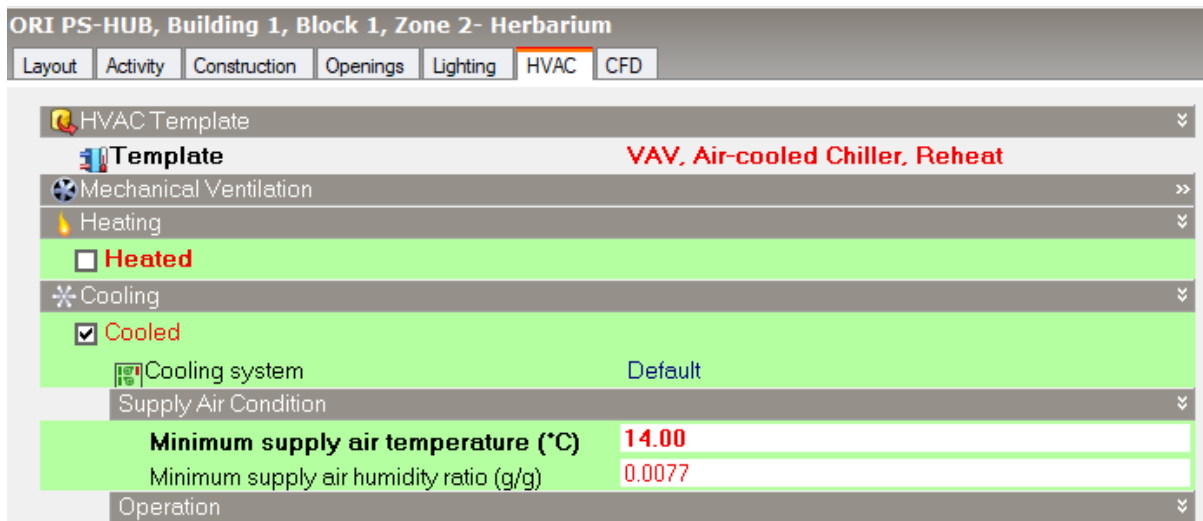 ORI PS-HUB, Building 1, Block 1, Zone 2- Herbarium
Layout Activity Construction Openings Lighting HVAC CFD
HVAC Template
Template VAV, Air-cooled Chiller, Reheat
Mechanical Ventilation
Heating
Heated
Cooling
Cooled
Cooling system Default
Supply Air Condition
Minimum supply air temperature (°C) 14.00
Minimum supply air humidity ratio (g/g) 0.0077
Operation